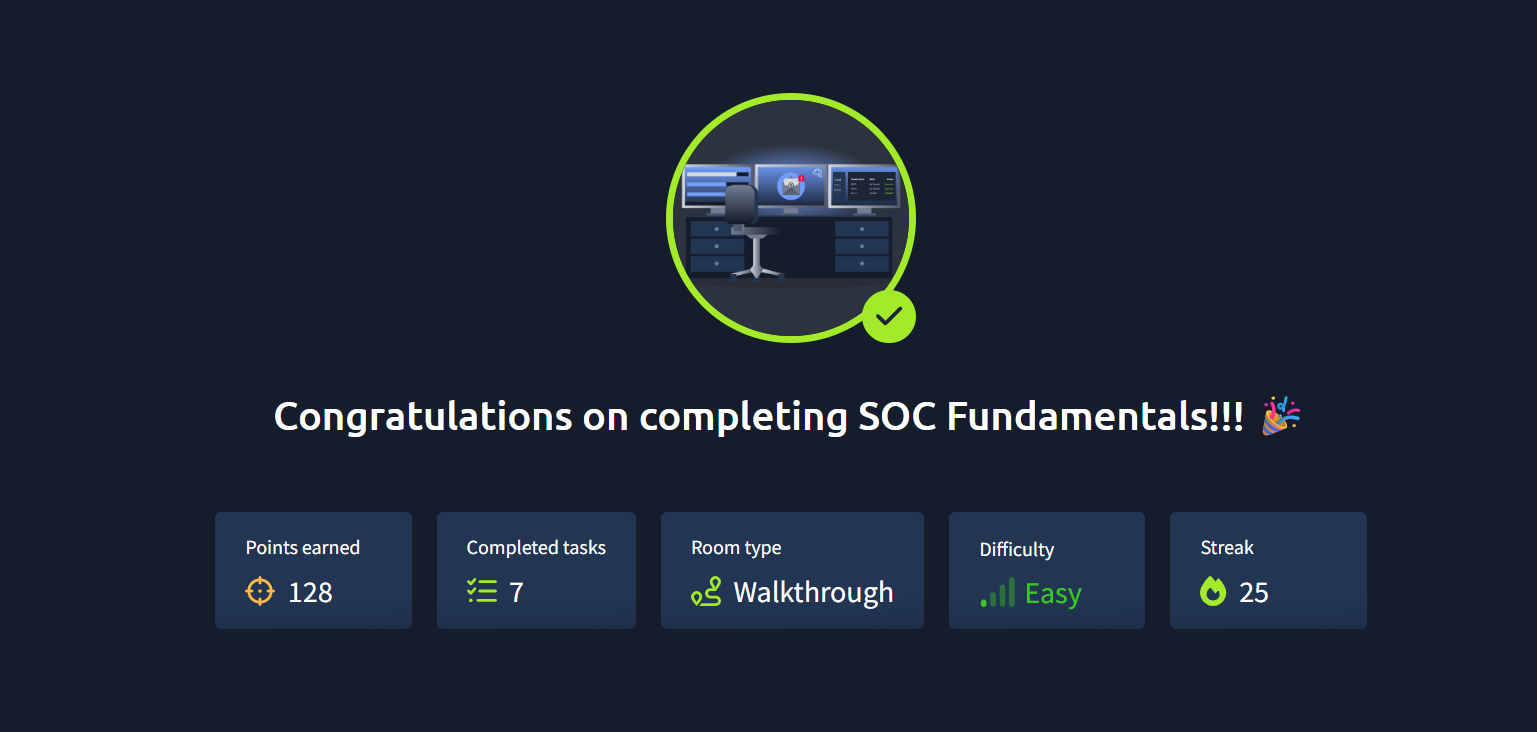 Congratulations on completing SOC Fundamentals!!! 🎉
Points earned
128
Completed tasks
7
Room type
Walkthrough
Difficulty
Easy
Streak
25